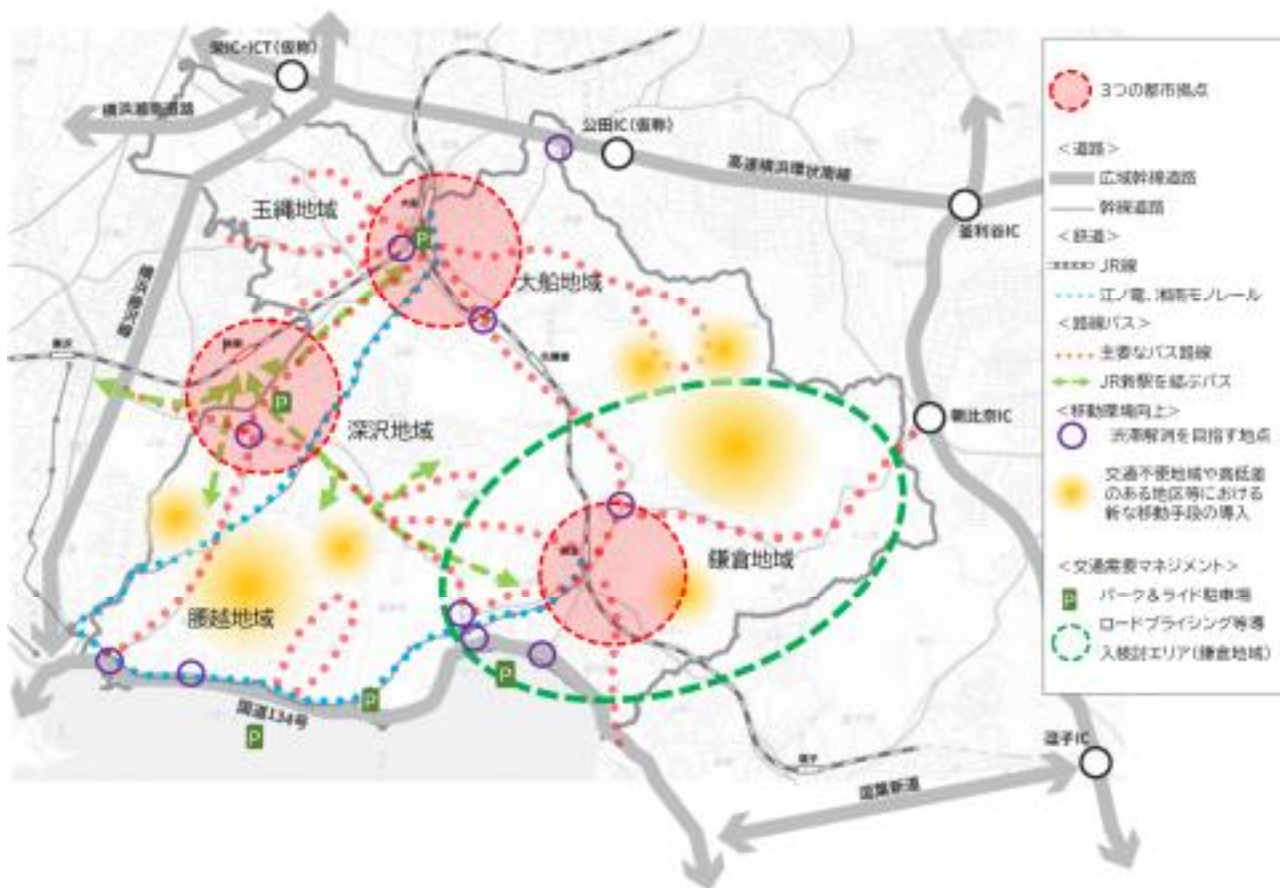 栄IC・ICT（仮称）
横浜湘南道路
公田IC（仮称）
高速横浜環状南線
釜利谷IC
玉縄地域
大船地域
横浜藤沢線
深沢地域
朝比奈IC
鎌倉地域
腰越地域
国道134号
逗子IC
P
P
P
P
P
3つの都市拠点
＜道路＞
広域幹線道路
幹線道路
＜鉄道＞
JR線
江ノ電、湘南モノレール
＜路線バス＞
主要なバス路線
JR新駅を結ぶバス
＜移動環境向上＞
渋滞解消を目指す地点
交通不便地域や高低差
のある地区等における
新な移動手段の導入
＜交通需要マネジメント＞
P
パーク＆ライド駐車場
ロードプライシング等導
入検討エリア（鎌倉地域）